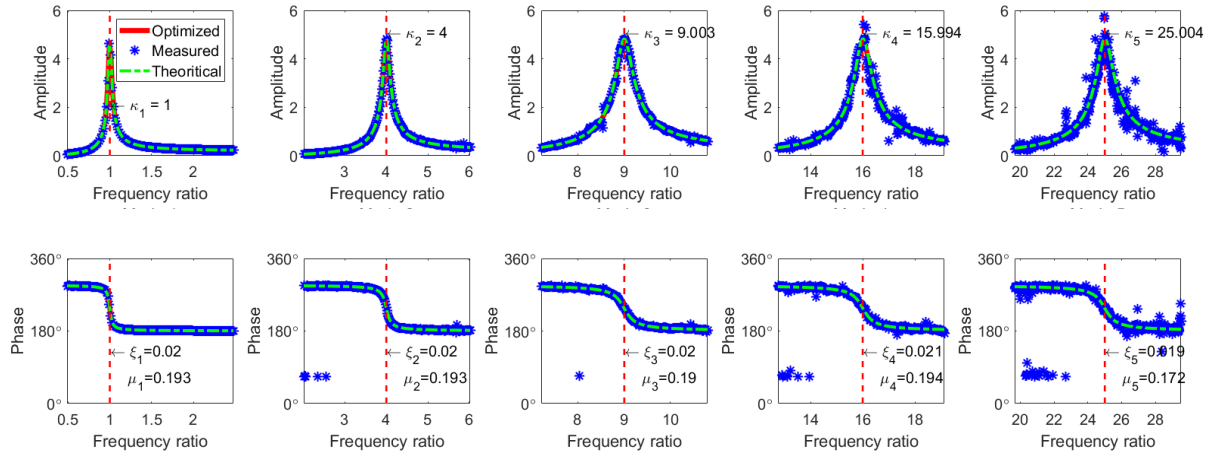 6
4
2
0
Amplitude
Optimized
Measured
Theoritical
κ1 = 1
0.5 1 1.5 2
Frequency ratio
6
4
2
0
Amplitude
← κ2 = 4
2 3 4 5 6
Frequency ratio
6
4
2
0
Amplitude
← κ3 = 9.003
8 9 10
Frequency ratio
6
4
2
0
Amplitude
← κ4 = 15.994
14 16 18
Frequency ratio
6
4
2
0
Amplitude
← κ5 = 25.004
20 22 24 26 28
Frequency ratio
360°
180°
0°
Phase
← ξ1=0.02
μ1=0.193
0.5 1 1.5 2
Frequency ratio
360°
180°
0°
Phase
← ξ2=0.02
μ2=0.193
3 4 5 6
Frequency ratio
360°
180°
0°
Phase
← ξ3=0.02
μ3=0.19
8 9 10
Frequency ratio
360°
180°
0°
Phase
← ξ4=0.021
μ4=0.194
14 16 18
Frequency ratio
360°
180°
0°
Phase
← ξ5=0.019
μ5=0.172
20 22 24 26 28
Frequency ratio